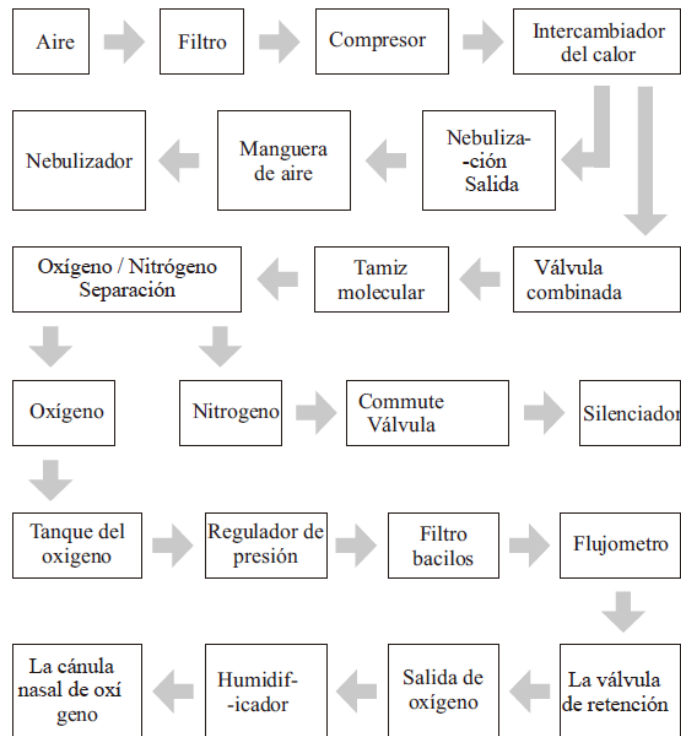 Aire
Filtro
Compresor
Intercambiador
del calor
Nebulizador
Manguera
de aire
Nebuliza-
-ción
Salida
Oxígeno / Nitrógeno
Separación
Tamiz
molecular
Válvula
combinada
Oxígeno
Nitrogeno
Commute
Válvula
Silenciador
Tanque del
oxigeno
Regulador de
presión
Filtro
bacilos
Flujometro
La cánula
nasal de oxí
geno
Humidif-
-icador
Salida de
oxígeno
La válvula
de retención